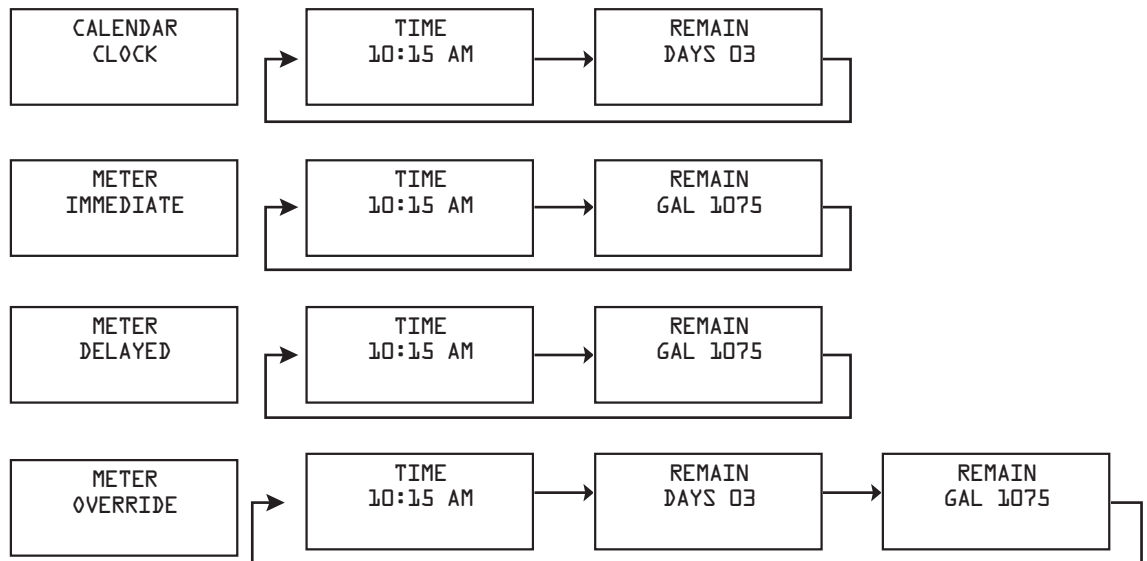 CALENDAR
CLOCK
TIME
10:15 AM
REMAIN
DAYS 03
METER
IMMEDIATE
TIME
10:15 AM
REMAIN
GAL 1075
METER
DELAYED
TIME
10:15 AM
REMAIN
GAL 1075
METER
OVERRIDE
TIME
10:15 AM
REMAIN
DAYS 03
REMAIN
GAL 1075